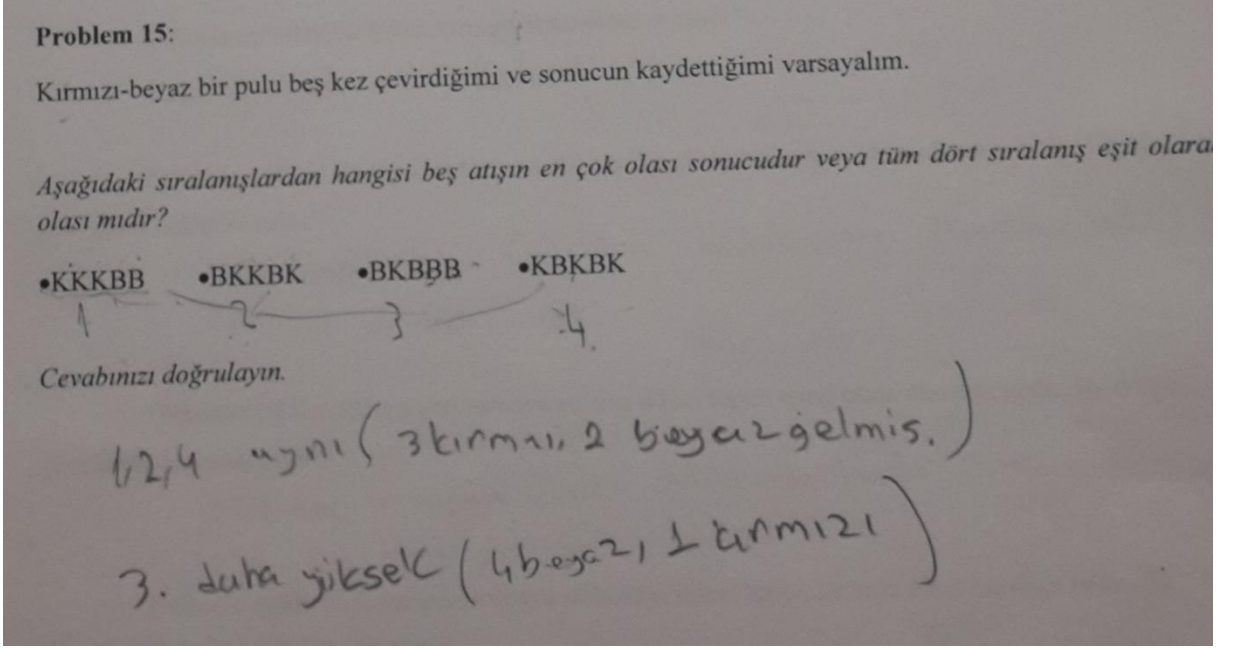 Problem 15:
Kırmızı-beyaz bir pulu beş kez çevirdiğimi ve sonucun kaydettiğimi varsayalım.
Aşağıdaki sıralanışlardan hangisi beş atışın en çok olası sonucudur veya tüm dört sıralanış eşit olara
olası mıdır?
•KKKBB •BKKBK •BKBBB •KBKBK
1 2 3 4.
Cevabınızı doğrulayın.
1,2,4 aynı (3 kırmızı, 2 beyaz gelmiş.)
3. daha yüksek (4 beyaz, 1 kırmızı)